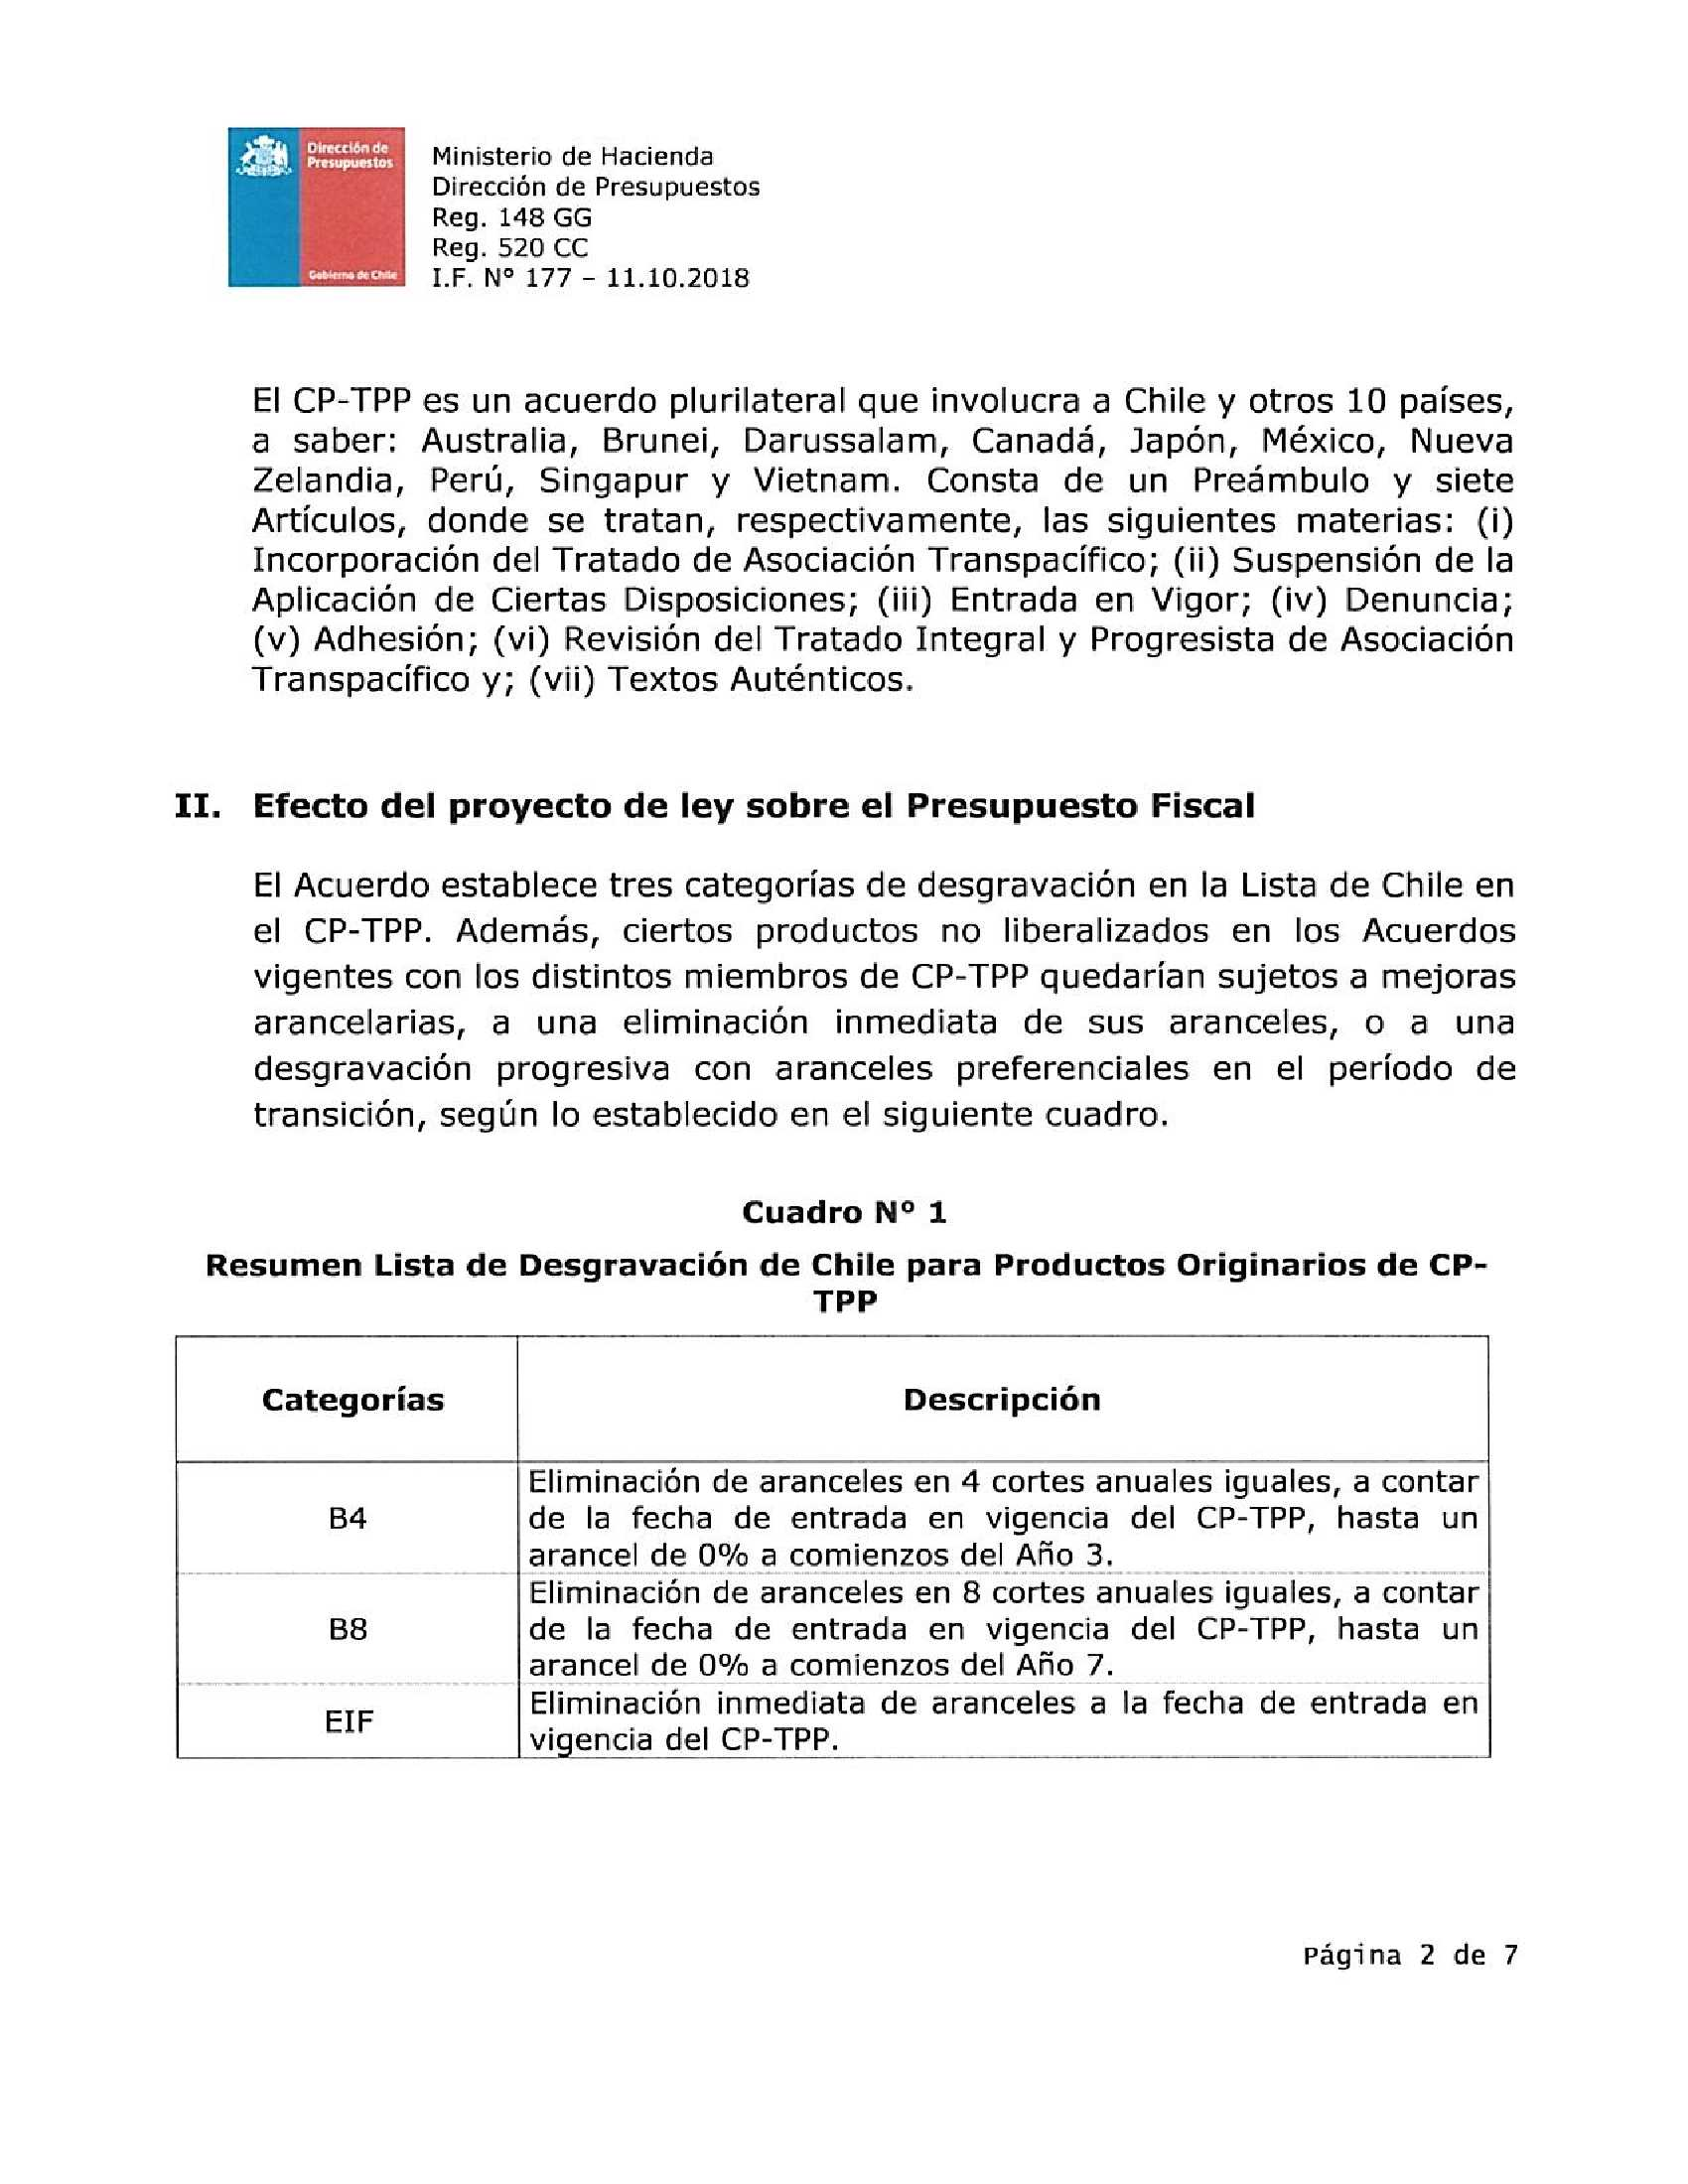 Dirección de
Presupuestos
Gobierno de Chile
Ministerio de Hacienda
Dirección de Presupuestos
Reg. 148 GG
Reg. 520 CC
I.F. Nº 177 – 11.10.2018
El CP-TPP es un acuerdo plurilateral que involucra a Chile y otros 10 países,
a saber: Australia, Brunei, Darussalam, Canadá, Japón, México, Nueva
Zelandia, Perú, Singapur y Vietnam. Consta de un Preámbulo y siete
Artículos, donde se tratan, respectivamente, las siguientes materias: (i)
Incorporación del Tratado de Asociación Transpacífico; (ii) Suspensión de la
Aplicación de Ciertas Disposiciones; (iii) Entrada en Vigor; (iv) Denuncia;
(v) Adhesión; (vi) Revisión del Tratado Integral y Progresista de Asociación
Transpacífico y; (vii) Textos Auténticos.
II. Efecto del proyecto de ley sobre el Presupuesto Fiscal
El Acuerdo establece tres categorías de desgravación en la Lista de Chile en
el CP-TPP. Además, ciertos productos no liberalizados en los Acuerdos
vigentes con los distintos miembros de CP-TPP quedarían sujetos a mejoras
arancelarias, a una eliminación inmediata de sus aranceles, o a una
desgravación progresiva con aranceles preferenciales en el período de
transición, según lo establecido en el siguiente cuadro.
Cuadro Nº 1
Resumen Lista de Desgravación de Chile para Productos Originarios de CP-
TPP
Categorías Descripción
B4
Eliminación de aranceles en 4 cortes anuales iguales, a contar
de la fecha de entrada en vigencia del CP-TPP, hasta un
arancel de 0% a comienzos del Año 3.
B8
Eliminación de aranceles en 8 cortes anuales iguales, a contar
de la fecha de entrada en vigencia del CP-TPP, hasta un
arancel de 0% a comienzos del Año 7.
EIF
Eliminación inmediata de aranceles a la fecha de entrada en
vigencia del CP-TPP.
Página 2 de 7